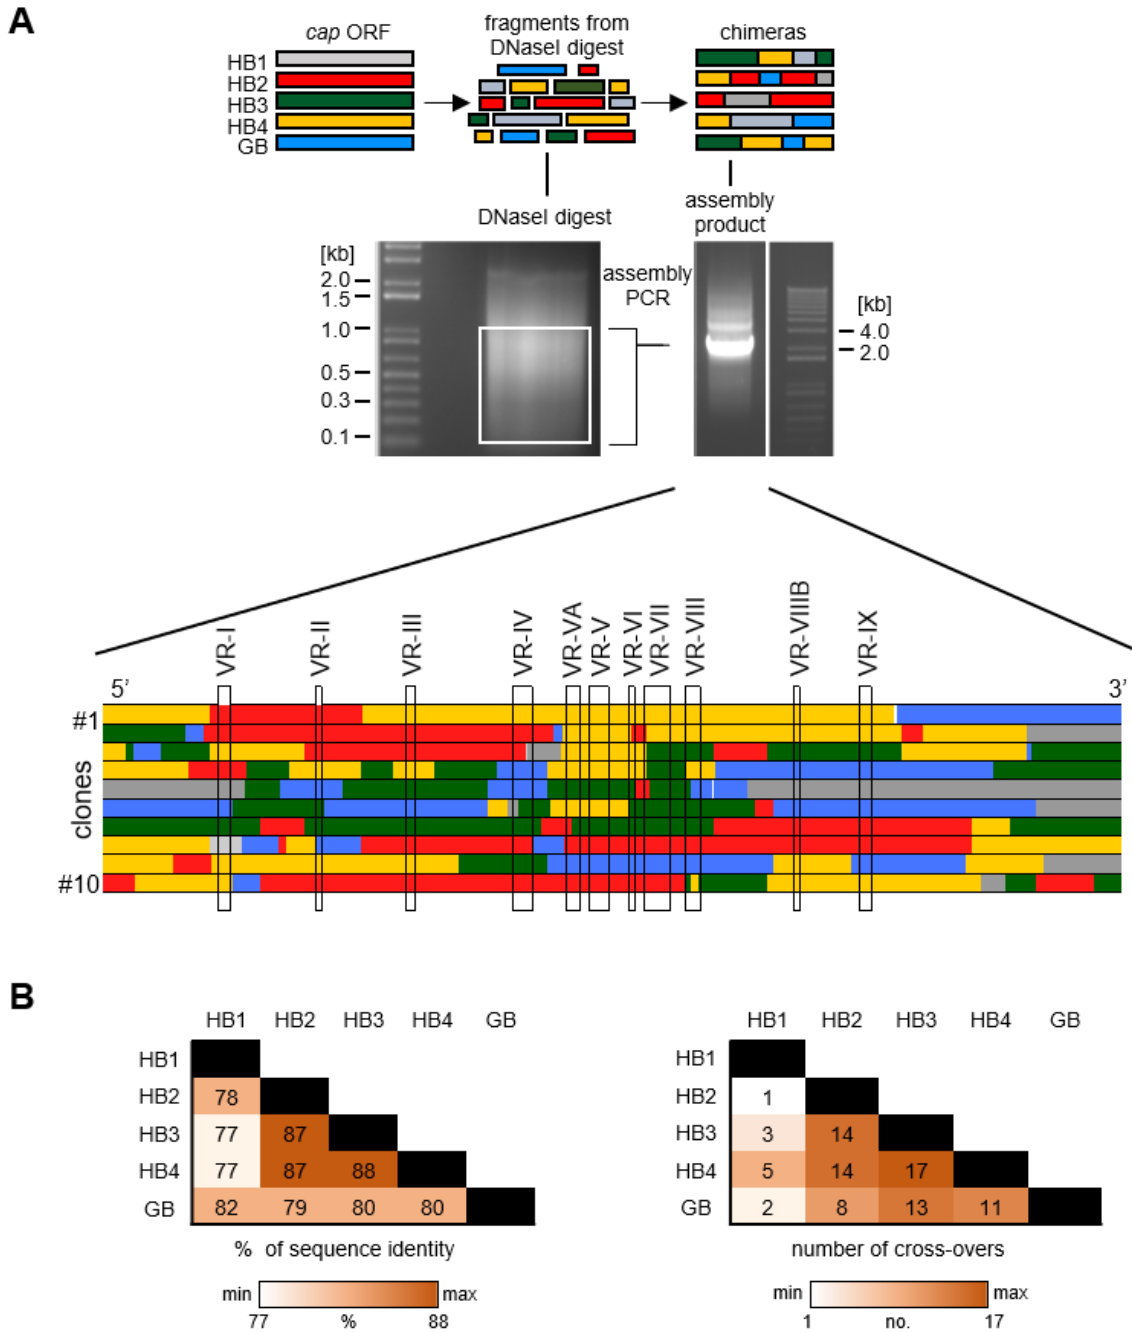 A
cap ORF
fragments from
DNaseI digest
chimeras
HB1
HB2
HB3
HB4
GB
DNaseI digest
assembly
product
[kb]
2.0
1.5
1.0
0.5
0.3
0.1
assembly
PCR
[kb]
4.0
2.0
VR-I
VR-II
VR-III
VR-IV
VR-VA
VR-V
VR-VI
VR-VII
VR-VIII
VR-VIIIB
VR-IX
5’
3’
#1
clones
#10
B
HB1 HB2 HB3 HB4 GB
HB1
HB2 78
HB3 77 87
HB4 77 87 88
GB 82 79 80 80
% of sequence identity
min max
77 % 88
HB1 HB2 HB3 HB4 GB
HB1
HB2 1
HB3 3 14
HB4 5 14 17
GB 2 8 13 11
number of cross-overs
min max
1 no. 17